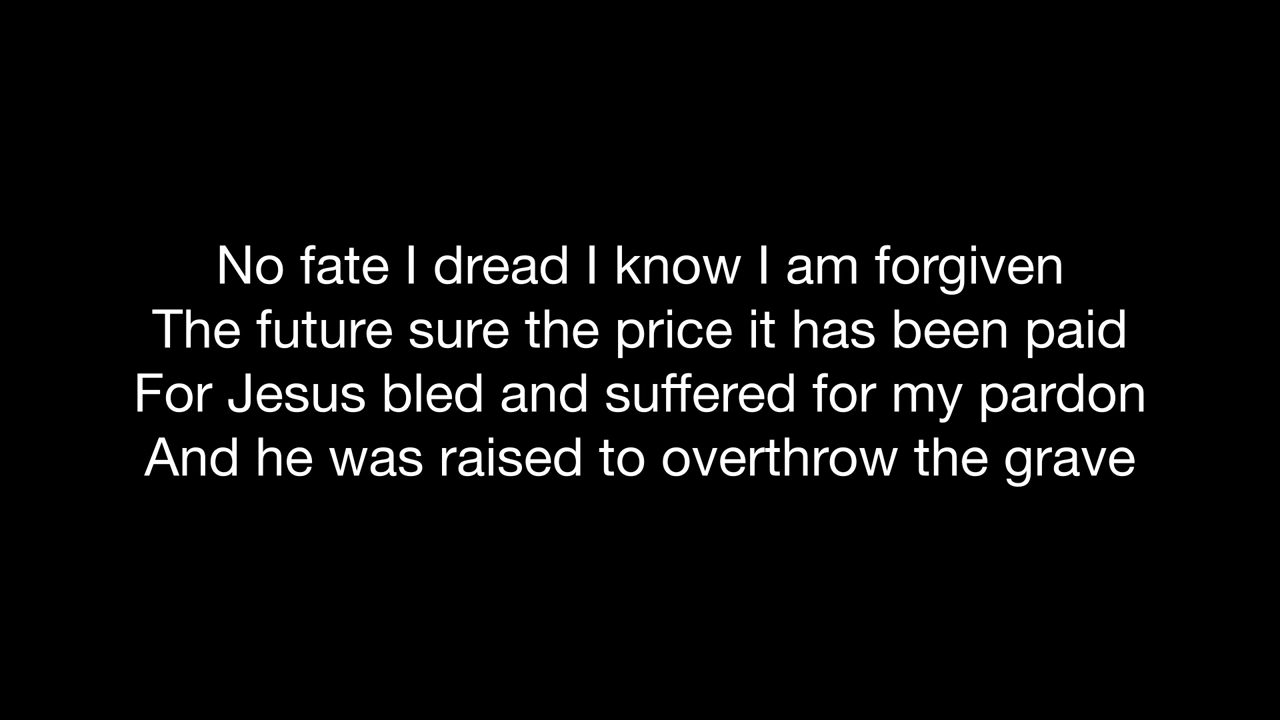 No fate I dread I know I am forgiven
The future sure the price it has been paid
For Jesus bled and suffered for my pardon
And he was raised to overthrow the grave